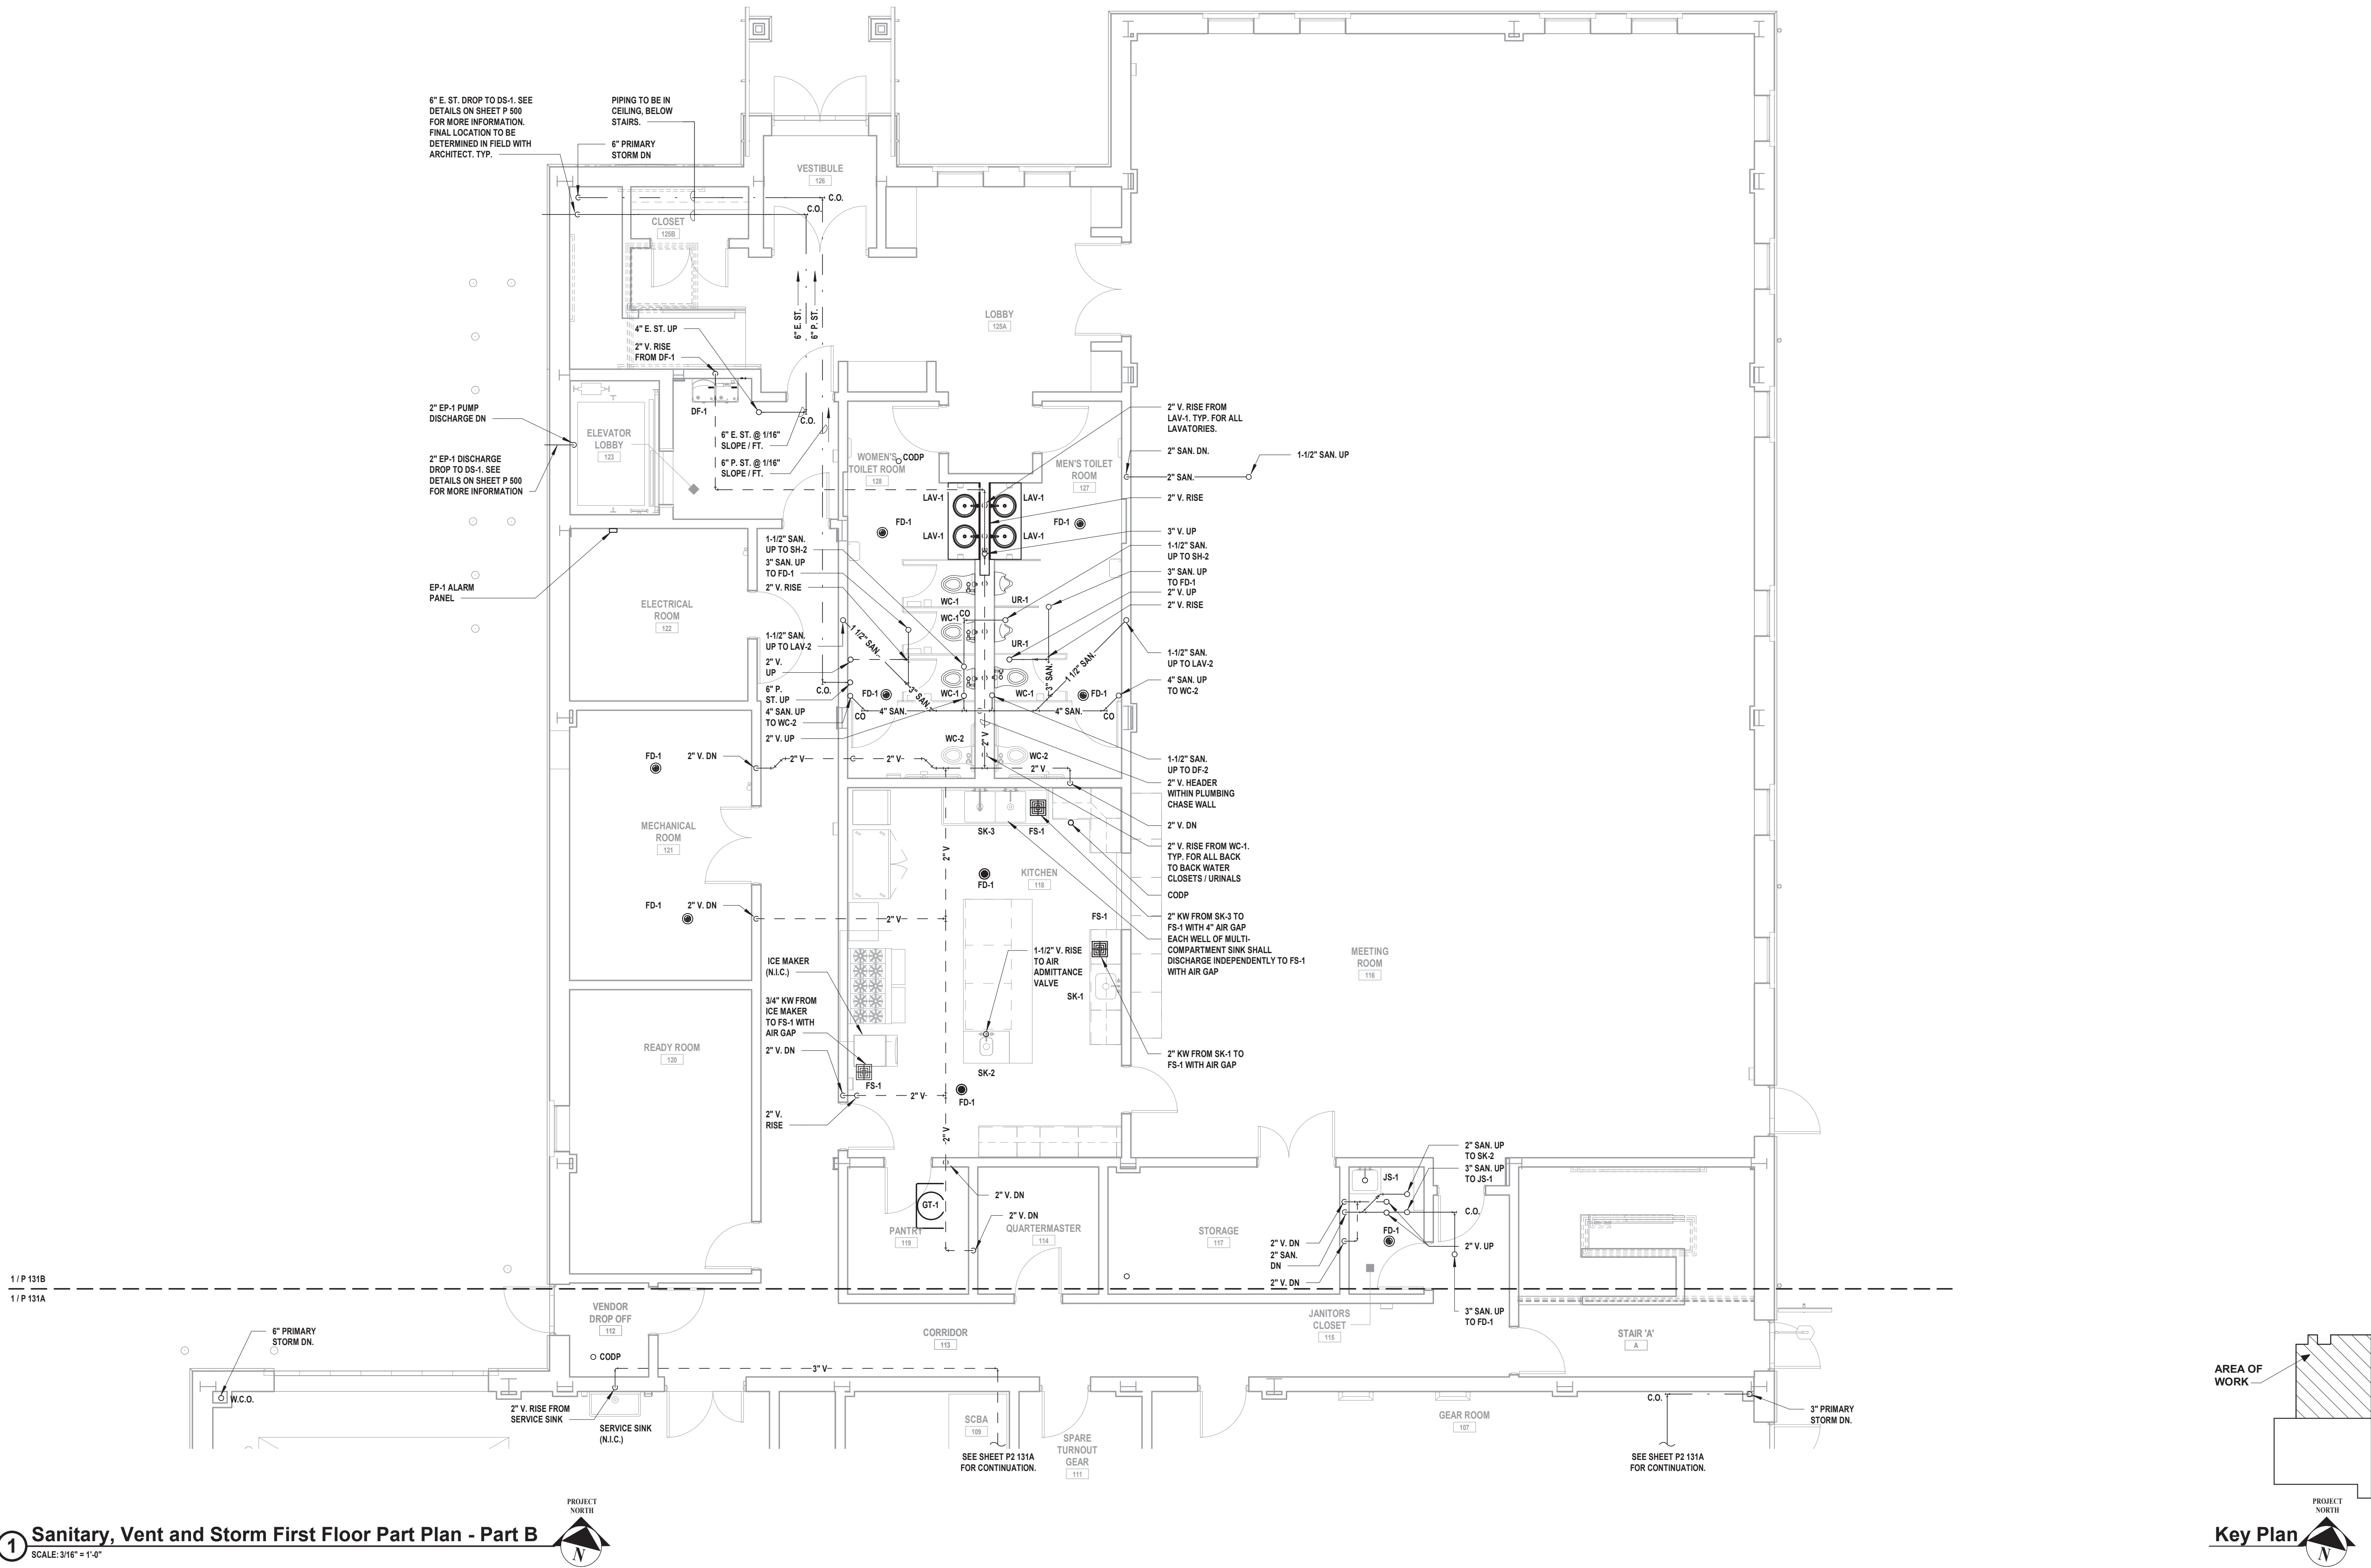 6" E. ST. DROP TO DS-1. SEE
DETAILS ON SHEET P 500
FOR MORE INFORMATION.
FINAL LOCATION TO BE
DETERMINED IN FIELD WITH
ARCHITECT. TYP.
PIPING TO BE IN
CEILING, BELOW
STAIRS.
6" PRIMARY
STORM DN
VESTIBULE
126
C.O.
C.O.
CLOSET
125B
6" E. ST.
6" P. ST.
LOBBY
125A
4" E. ST. UP
2" V. RISE
FROM DF-1
DF-1
C.O.
2" EP-1 PUMP
DISCHARGE DN
ELEVATOR
LOBBY
123
6" E. ST. @ 1/16"
SLOPE / FT.
6" P. ST. @ 1/16"
SLOPE / FT.
2" EP-1 DISCHARGE
DROP TO DS-1. SEE
DETAILS ON SHEET P 500
FOR MORE INFORMATION
WOMEN'S
TOILET ROOM
128
CODP
MEN'S TOILET
ROOM
127
2" V. RISE FROM
LAV-1. TYP. FOR ALL
LAVATORIES.
2" SAN. DN.
1-1/2" SAN. UP
2" SAN.
2" V. RISE
LAV-1
LAV-1
LAV-1
LAV-1
FD-1
FD-1
3" V. UP
1-1/2" SAN.
UP TO SH-2
3" SAN. UP
TO FD-1
2" V. UP
2" V. RISE
1-1/2" SAN.
UP TO SH-2
3" SAN. UP
TO FD-1
2" V. RISE
EP-1 ALARM
PANEL
ELECTRICAL
ROOM
122
WC-1
UR-1
WC-1
CO
UR-1
1-1/2" SAN.
UP TO LAV-2
1 1/2" SAN.
2" V.
UP
6" P.
ST. UP
C.O.
4" SAN. UP
TO WC-2
2" V. UP
FD-1
3" SAN.
WC-1
WC-1
3" SAN.
1 1/2" SAN.
FD-1
1-1/2" SAN.
UP TO LAV-2
4" SAN. UP
TO WC-2
CO
4" SAN.
4" SAN.
CO
WC-2
2" V
WC-2
FD-1
2" V. DN
2" V
2" V
2" V
1-1/2" SAN.
UP TO DF-2
2" V. HEADER
WITHIN PLUMBING
CHASE WALL
2" V. DN
2" V. RISE FROM WC-1.
TYP. FOR ALL BACK
TO BACK WATER
CLOSETS / URINALS
CODP
MECHANICAL
ROOM
121
SK-3
FS-1
2" V
FD-1
KITCHEN
118
FD-1
2" V. DN
2" V
FS-1
2" KW FROM SK-3 TO
FS-1 WITH 4" AIR GAP
EACH WELL OF MULTI-
COMPARTMENT SINK SHALL
DISCHARGE INDEPENDENTLY TO FS-1
WITH AIR GAP
MEETING
ROOM
116
ICE MAKER
(N.I.C.)
1-1/2" V. RISE
TO AIR
ADMITTANCE
VALVE
SK-1
3/4" KW FROM
ICE MAKER
TO FS-1 WITH
AIR GAP
READY ROOM
120
2" V. DN
2" KW FROM SK-1 TO
FS-1 WITH AIR GAP
SK-2
FS-1
2" V
FD-1
2" V.
RISE
2" V
2" SAN. UP
TO SK-2
3" SAN. UP
TO JS-1
JS-1
C.O.
2" V. DN
2" V. DN
GT-1
PANTRY
119
QUARTERMASTER
114
STORAGE
117
FD-1
2" V. UP
2" V. DN
2" SAN.
DN
2" V. DN
1 / P 131B
1 / P 131A
VENDOR
DROP OFF
112
JANITORS
CLOSET
115
3" SAN. UP
TO FD-1
6" PRIMARY
STORM DN.
CORRIDOR
113
STAIR 'A'
A
CODP
3" V
W.C.O.
2" V. RISE FROM
SERVICE SINK
SERVICE SINK
(N.I.C.)
SCBA
109
SPARE
TURNOUT
GEAR
111
GEAR ROOM
107
C.O.
3" PRIMARY
STORM DN.
SEE SHEET P2 131A
FOR CONTINUATION.
SEE SHEET P2 131A
FOR CONTINUATION.
AREA OF
WORK
PROJECT
NORTH
N
1
Sanitary, Vent and Storm First Floor Part Plan - Part B
SCALE: 3/16" = 1'-0"
PROJECT
NORTH
N
Key Plan